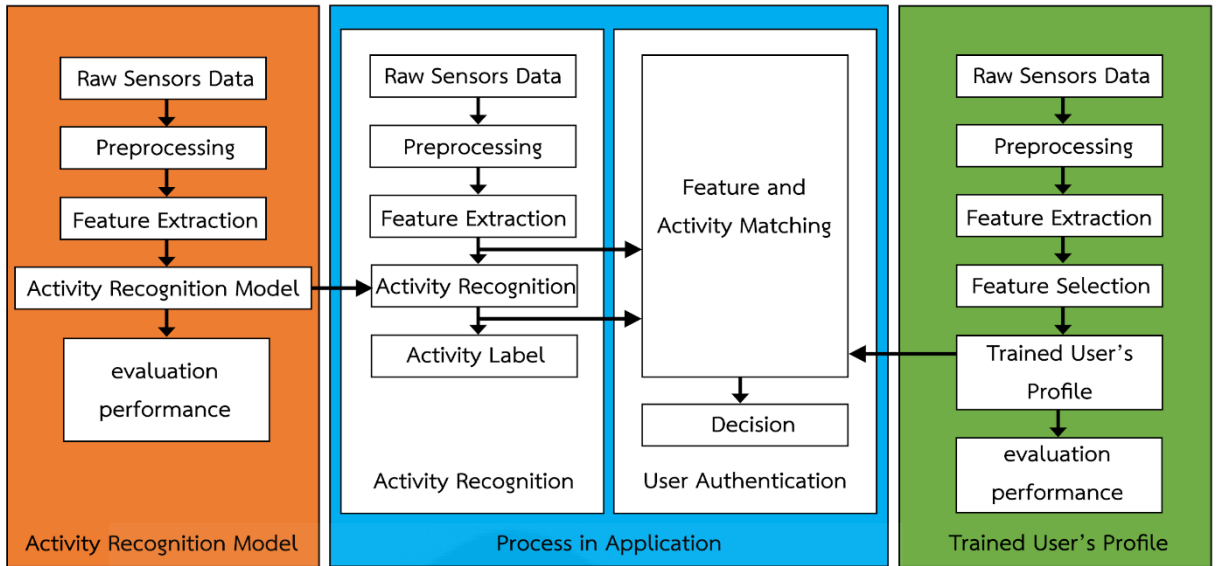 Raw Sensors Data
Preprocessing
Feature Extraction
Activity Recognition Model
evaluation
performance
Activity Recognition Model
Raw Sensors Data
Preprocessing
Feature Extraction
Activity Recognition
Activity Label
Activity Recognition
Feature and
Activity Matching
Decision
User Authentication
Process in Application
Raw Sensors Data
Preprocessing
Feature Extraction
Feature Selection
Trained User's
Profile
evaluation
performance
Trained User's Profile